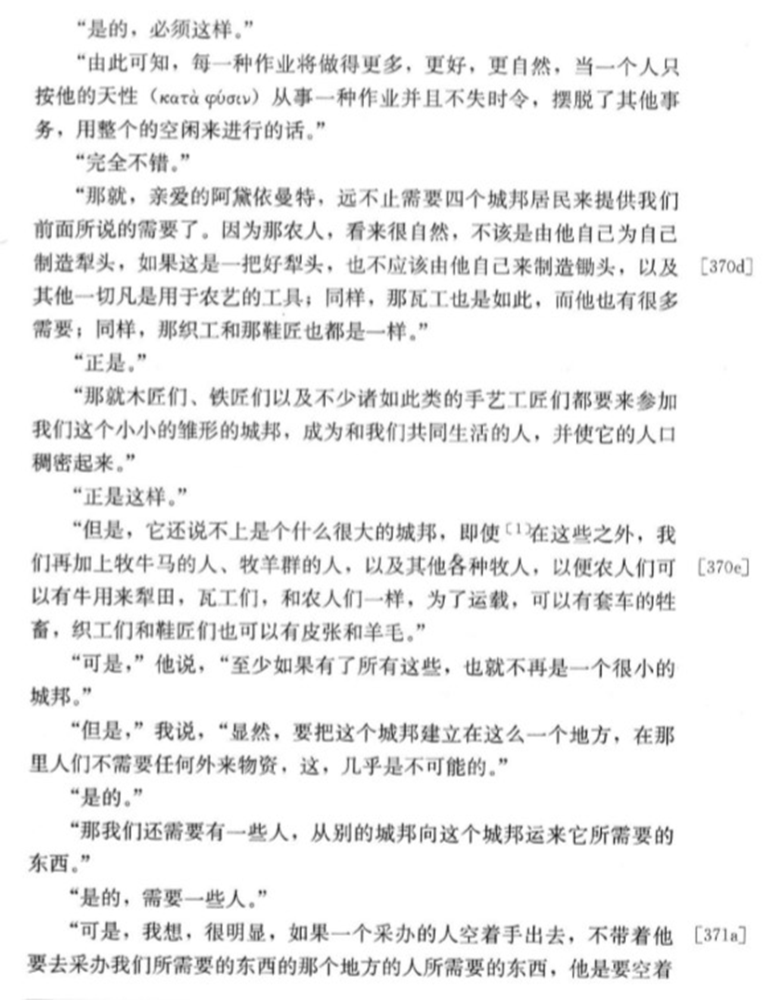 “是的，必须这样。”
“由此可知，每一种作业将做得更多，更好，更自然，当一个人只
按他的天性（κατὰ φύσιν）从事一种作业并且不失时令，摆脱了其他事
务，用整个的空闲来进行的话。”
“完全不错。”
“那就，亲爱的阿黛依曼特，远不止需要四个城邦居民来提供我们
前面所说的需要了。因为那农人，看来很自然，不该是由他自己为自己
制造犁头，如果这是一把好犁头，也不应该由他自己来制造锄头，以及 [370d]
其他一切凡是用于农艺的工具；同样，那瓦工也是如此，而他也有很多
需要；同样，那织工和那鞋匠也都是一样。”
“正是。”
“那就木匠们、铁匠们以及不少诸如此类的手艺工匠们都要来参加
我们这个小小的雏形的城邦，成为和我们共同生活的人，并使它的人口
稠密起来。”
“正是这样。”
“但是，它还说不上是个什么很大的城邦，即使〔1〕在这些之外，我
们再加上牧牛马的人、牧羊群的人，以及其他各种牧人，以便农人们可 [370e]
以有牛用来犁田，瓦工们，和农人们一样，为了运载，可以有套车的牲
畜，织工们和鞋匠们也可以有皮张和羊毛。”
“可是，”他说，“至少如果有了所有这些，也就不再是一个很小的
城邦。”
“但是，”我说，“显然，要把这个城邦建立在这么一个地方，在那
里人们不需要任何外来物资，这，几乎是不可能的。”
“是的。”
“那我们还需要有一些人，从别的城邦向这个城邦运来它所需要的
东西。”
“是的，需要一些人。”
“可是，我想，很明显，如果一个采办的人空着手出去，不带着他 [371a]
要去采办我们所需要的东西的那个地方的人所需要的东西，他是要空着